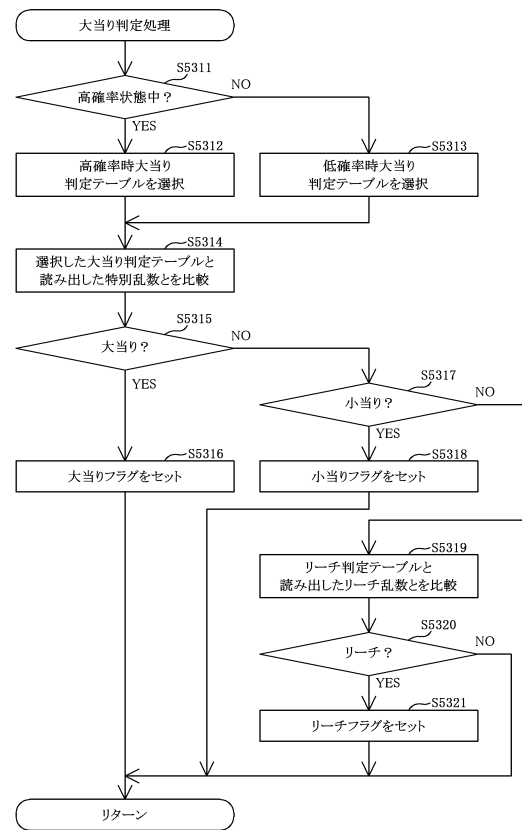 大当り判定処理
S5311
高確率状態中？
NO
YES
S5312
高確率時大当り
判定テーブルを選択
S5313
低確率時大当り
判定テーブルを選択
S5314
選択した大当り判定テーブルと
読み出した特別乱数とを比較
S5315
大当り？
NO
YES
S5317
小当り？
NO
YES
S5316
大当りフラグをセット
S5318
小当りフラグをセット
S5319
リーチ判定テーブルと
読み出したリーチ乱数とを比較
S5320
リーチ？
NO
YES
S5321
リーチフラグをセット
リターン